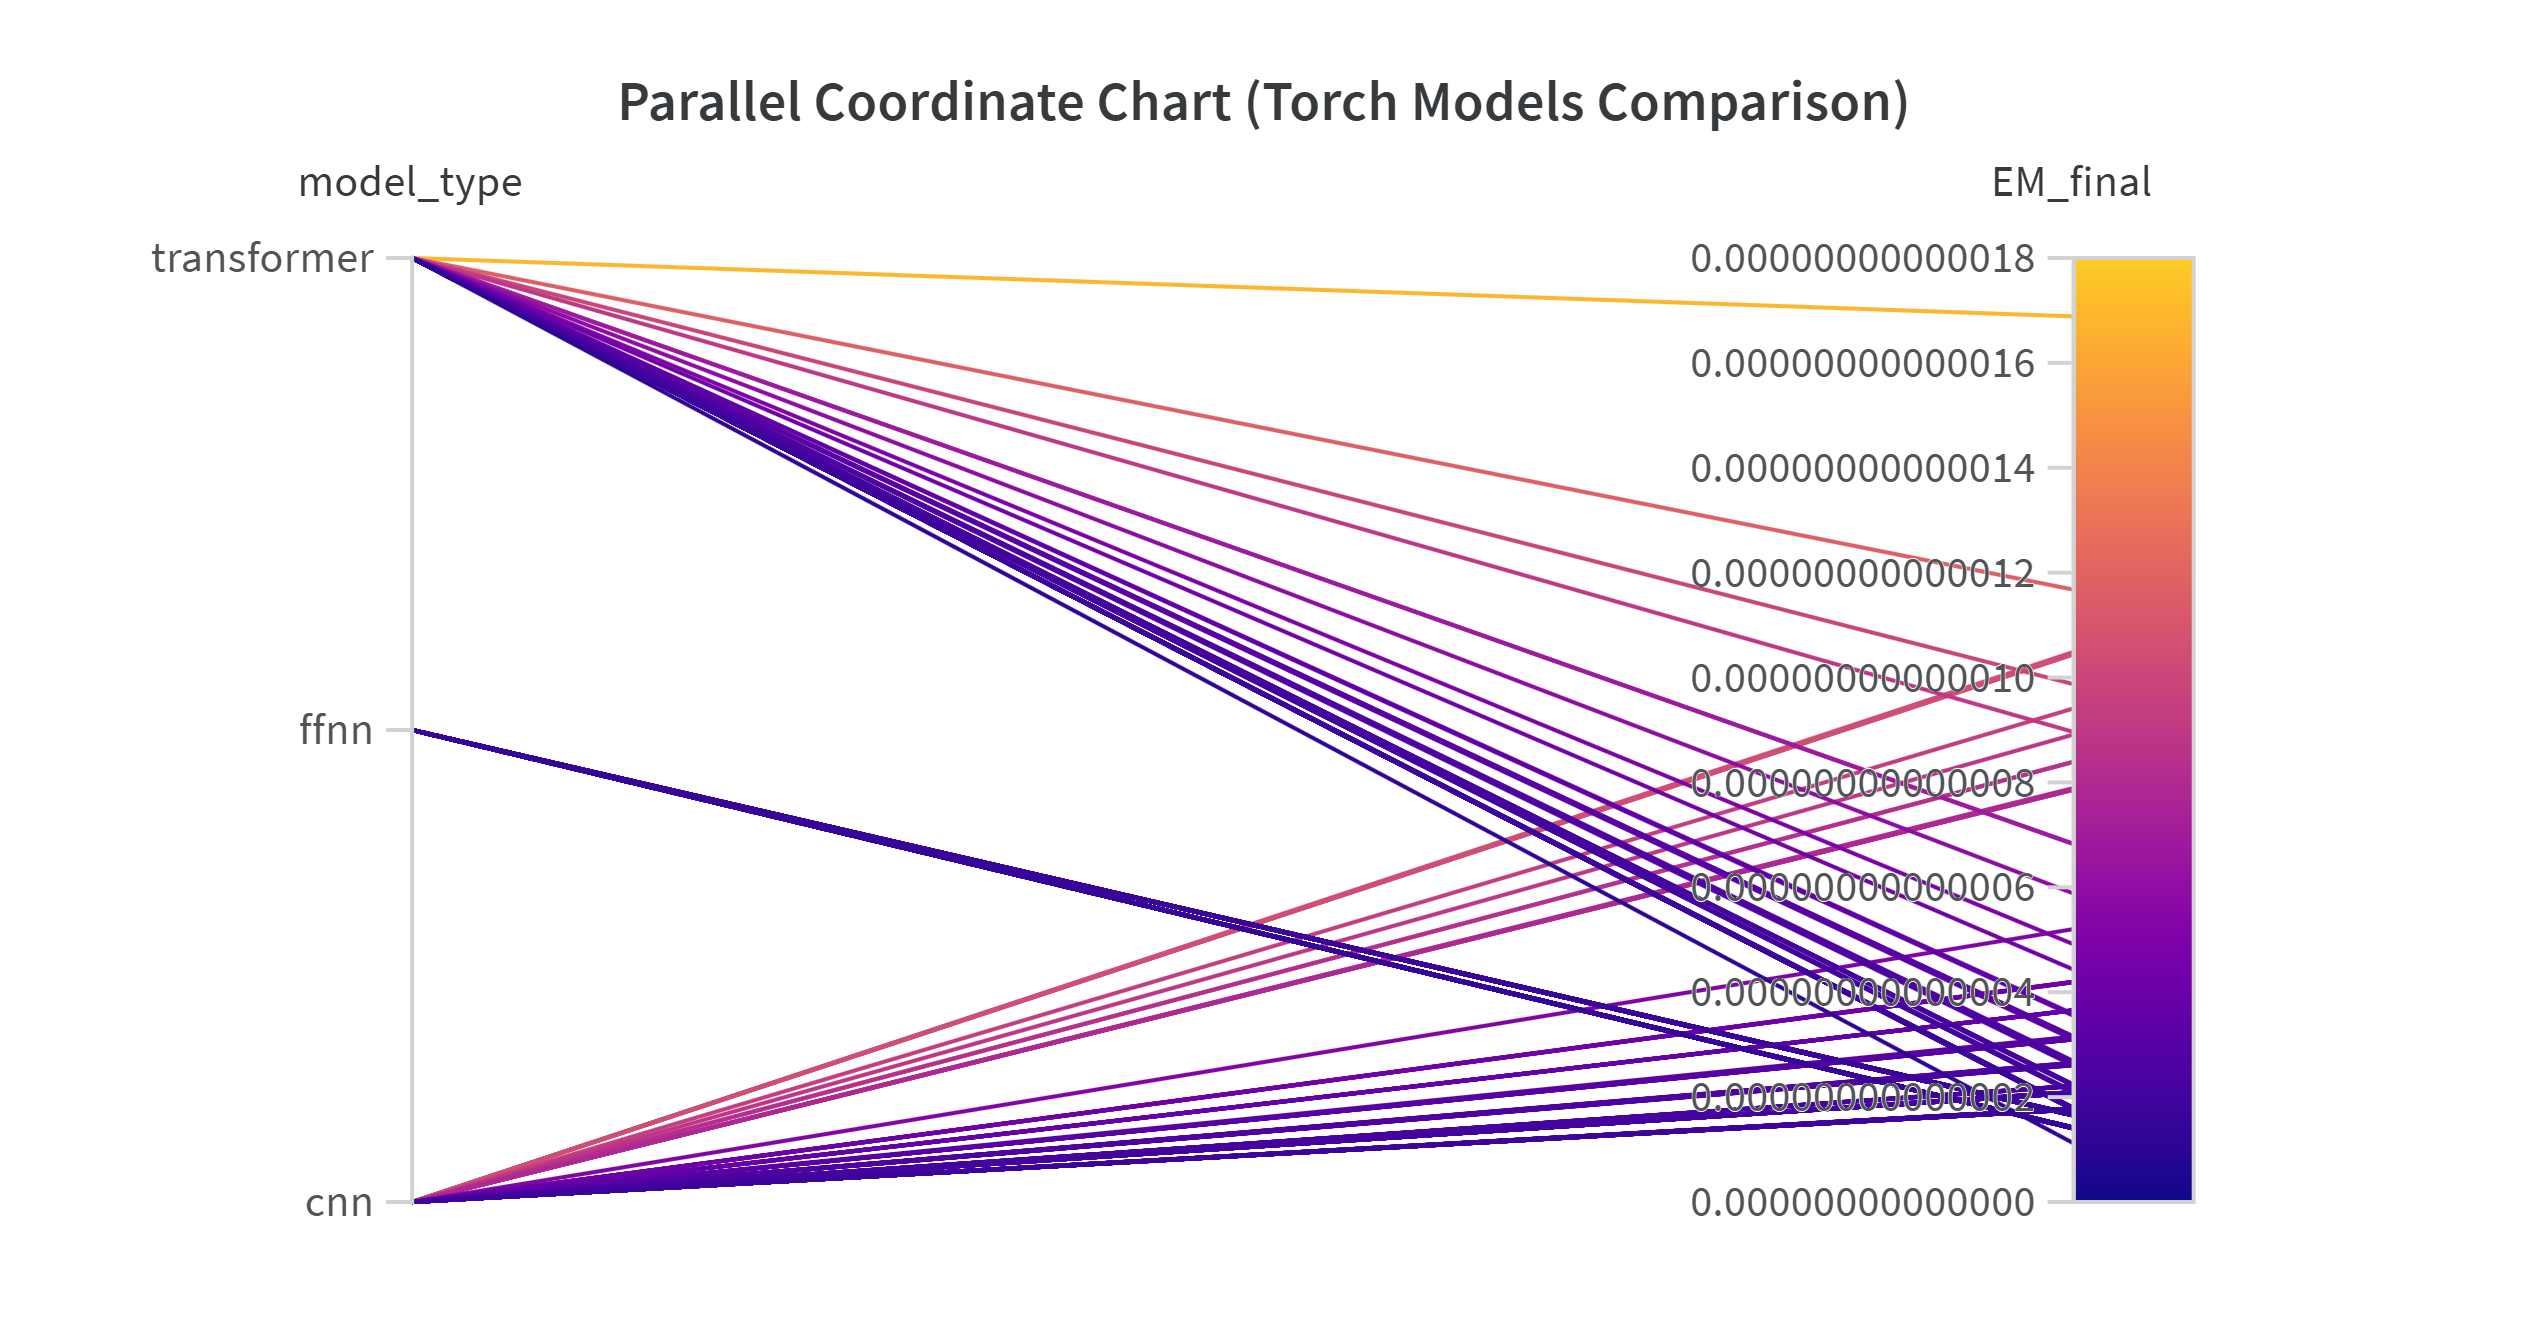 Parallel Coordinate Chart (Torch Models Comparison)
model_type
EM_final
transformer
ffnn
cnn
0.00000000000018
0.00000000000016
0.00000000000014
0.00000000000012
0.00000000000010
0.00000000000008
0.00000000000006
0.00000000000004
0.00000000000002
0.00000000000000